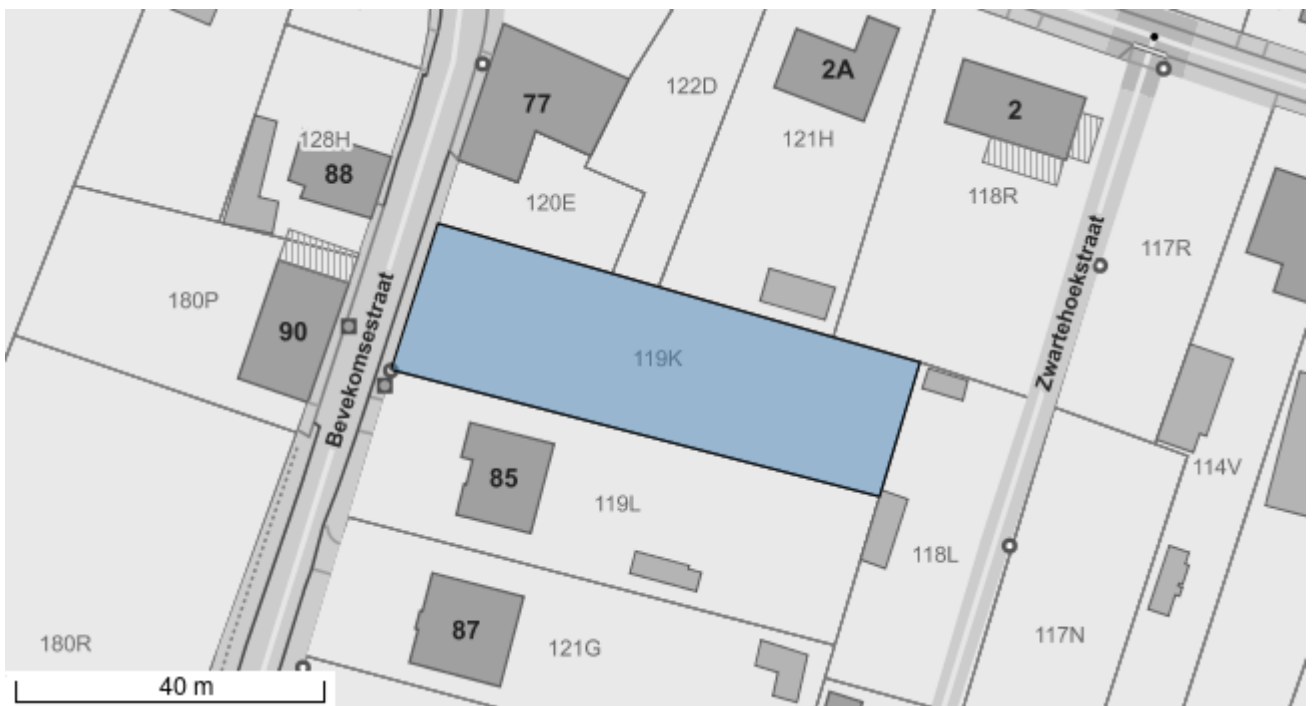 2A
77
122D
2
128H
121H
88
118R
120E
117R
180P
Zwartehoekstraat
90
Bevekomsestraat
119K
114V
85
119L
118L
87
117N
180R
121G
40 m